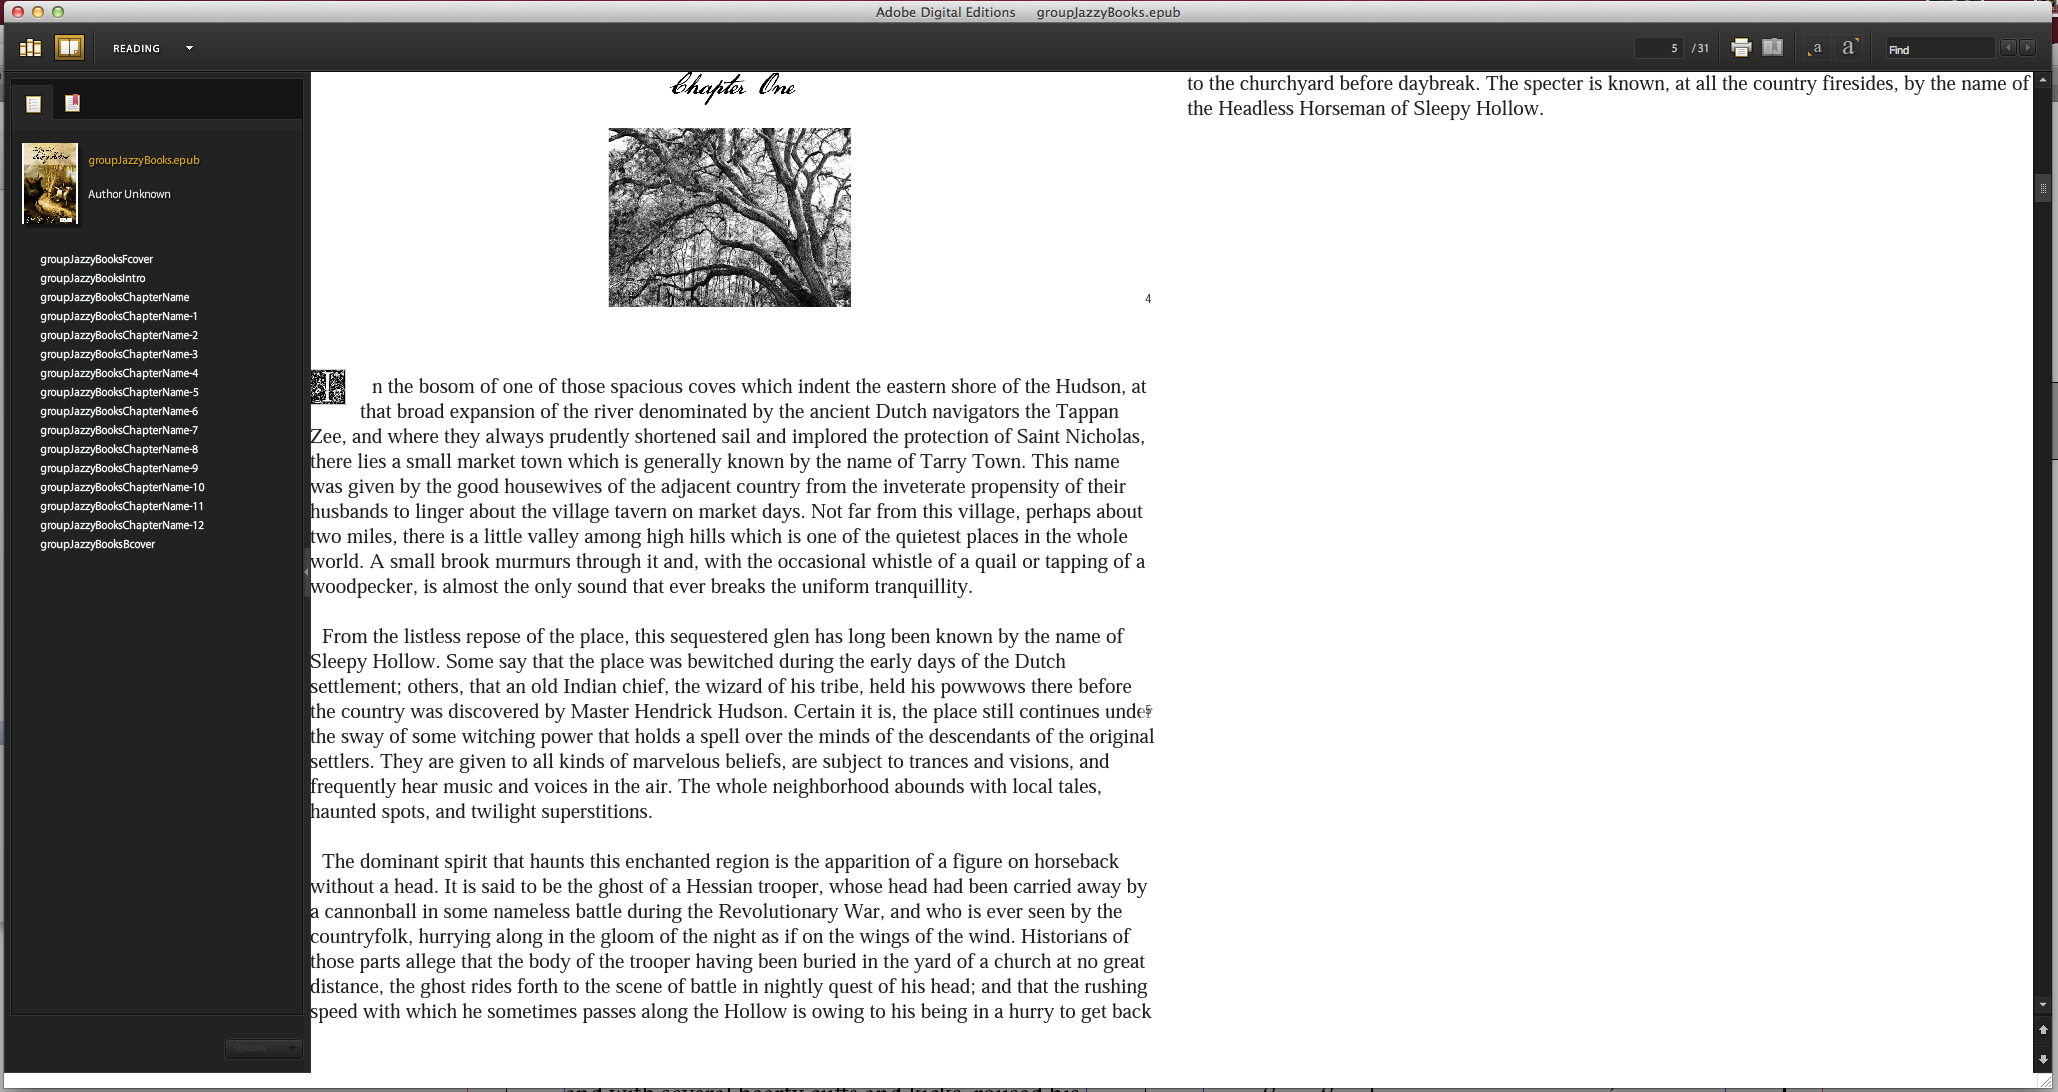 Adobe Digital Editions groupJazzyBooks.epub
READING
5 /31
a a
Find
groupJazzyBooks.epub
Author Unknown
groupJazzyBooksFcover
groupJazzyBooksIntro
groupJazzyBooksChapterName
groupJazzyBooksChapterName-1
groupJazzyBooksChapterName-2
groupJazzyBooksChapterName-3
groupJazzyBooksChapterName-4
groupJazzyBooksChapterName-5
groupJazzyBooksChapterName-6
groupJazzyBooksChapterName-7
groupJazzyBooksChapterName-8
groupJazzyBooksChapterName-9
groupJazzyBooksChapterName-10
groupJazzyBooksChapterName-11
groupJazzyBooksChapterName-12
groupJazzyBooksBcover
Options
Chapter One
4
In the bosom of one of those spacious coves which indent the eastern shore of the Hudson, at
that broad expansion of the river denominated by the ancient Dutch navigators the Tappan
Zee, and where they always prudently shortened sail and implored the protection of Saint Nicholas,
there lies a small market town which is generally known by the name of Tarry Town. This name
was given by the good housewives of the adjacent country from the inveterate propensity of their
husbands to linger about the village tavern on market days. Not far from this village, perhaps about
two miles, there is a little valley among high hills which is one of the quietest places in the whole
world. A small brook murmurs through it and, with the occasional whistle of a quail or tapping of a
woodpecker, is almost the only sound that ever breaks the uniform tranquillity.
From the listless repose of the place, this sequestered glen has long been known by the name of
Sleepy Hollow. Some say that the place was bewitched during the early days of the Dutch
settlement; others, that an old Indian chief, the wizard of his tribe, held his powwows there before
the country was discovered by Master Hendrick Hudson. Certain it is, the place still continues under
5
the sway of some witching power that holds a spell over the minds of the descendants of the original
settlers. They are given to all kinds of marvelous beliefs, are subject to trances and visions, and
frequently hear music and voices in the air. The whole neighborhood abounds with local tales,
haunted spots, and twilight superstitions.
The dominant spirit that haunts this enchanted region is the apparition of a figure on horseback
without a head. It is said to be the ghost of a Hessian trooper, whose head had been carried away by
a cannonball in some nameless battle during the Revolutionary War, and who is ever seen by the
countryfolk, hurrying along in the gloom of the night as if on the wings of the wind. Historians of
those parts allege that the body of the trooper having been buried in the yard of a church at no great
distance, the ghost rides forth to the scene of battle in nightly quest of his head; and that the rushing
speed with which he sometimes passes along the Hollow is owing to his being in a hurry to get back
to the churchyard before daybreak. The specter is known, at all the country firesides, by the name of
the Headless Horseman of Sleepy Hollow.